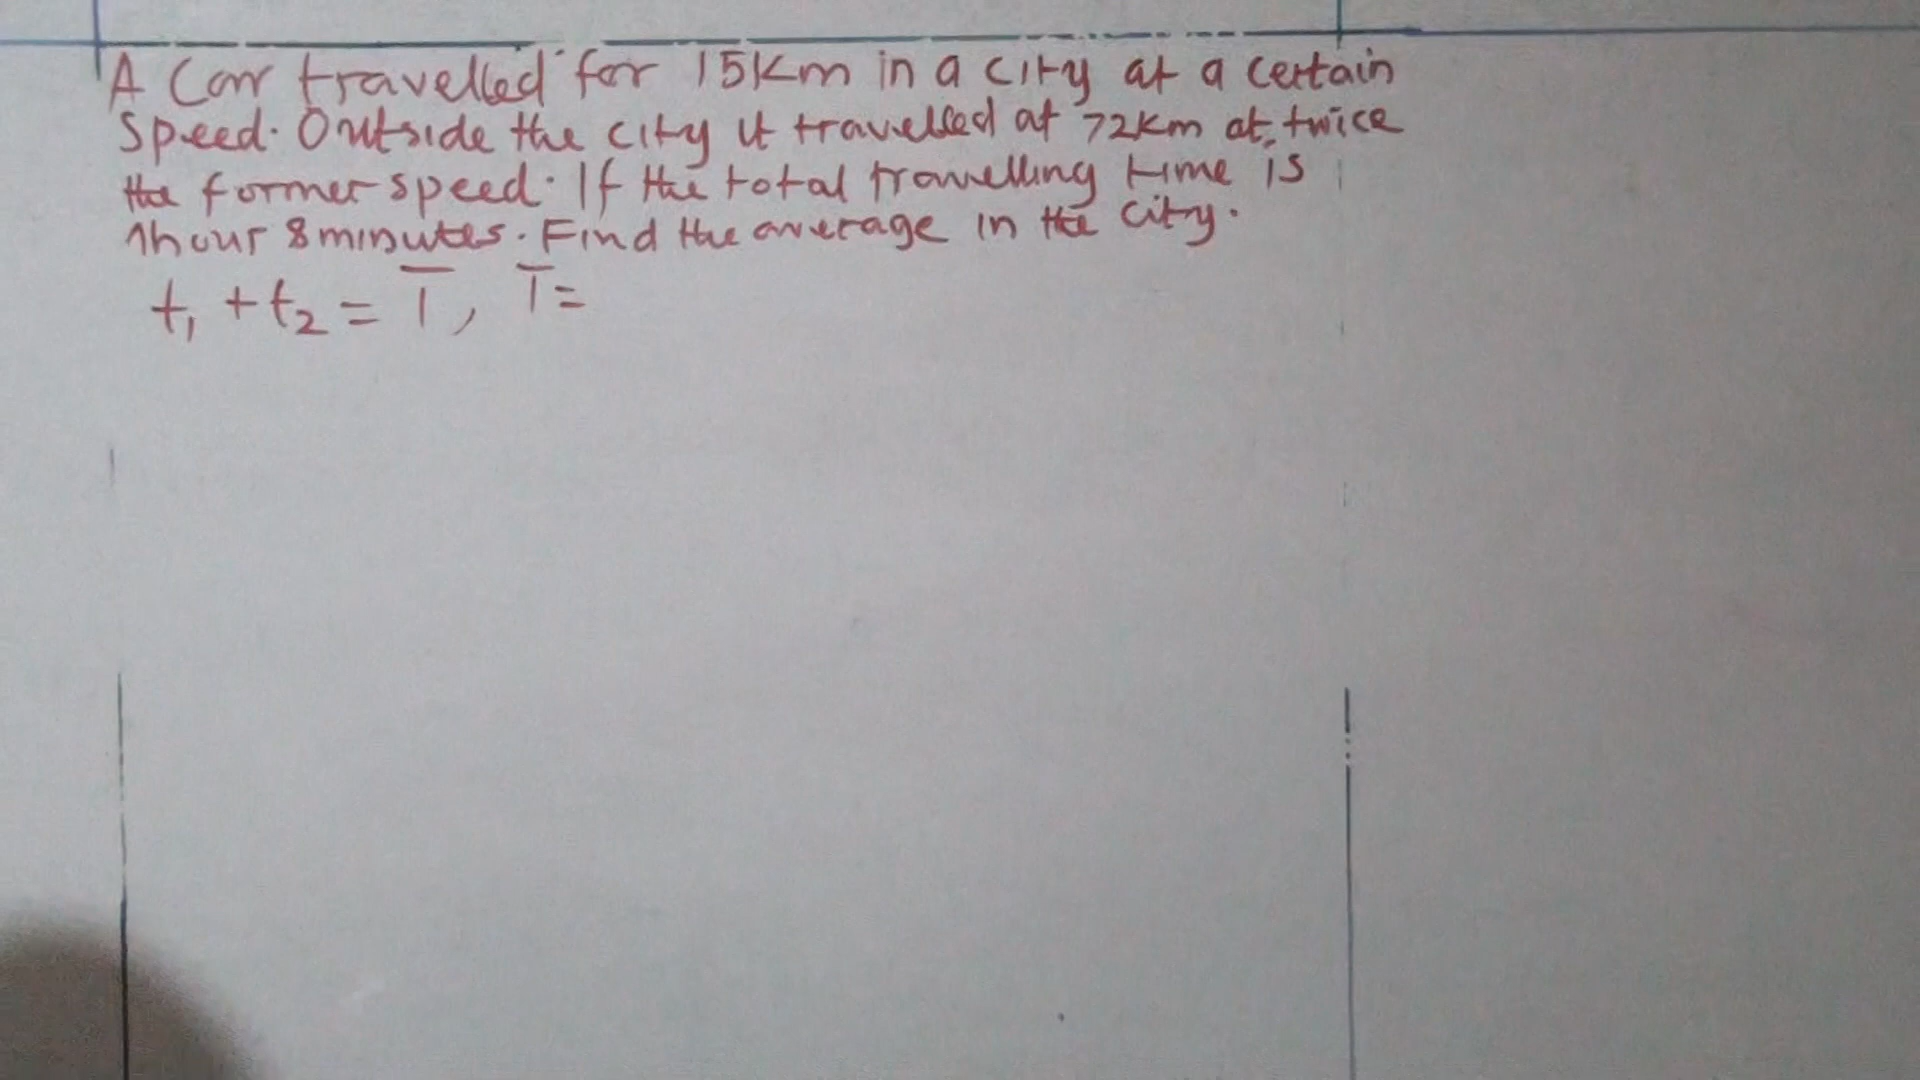 A Car travelled for 15km in a city at a certain
Speed. Outside the city it travelled at 72km at twice
the former speed. If the total travelling time is
1hour 8minutes. Find the average in the city.
t₁ + t₂ = T, T =